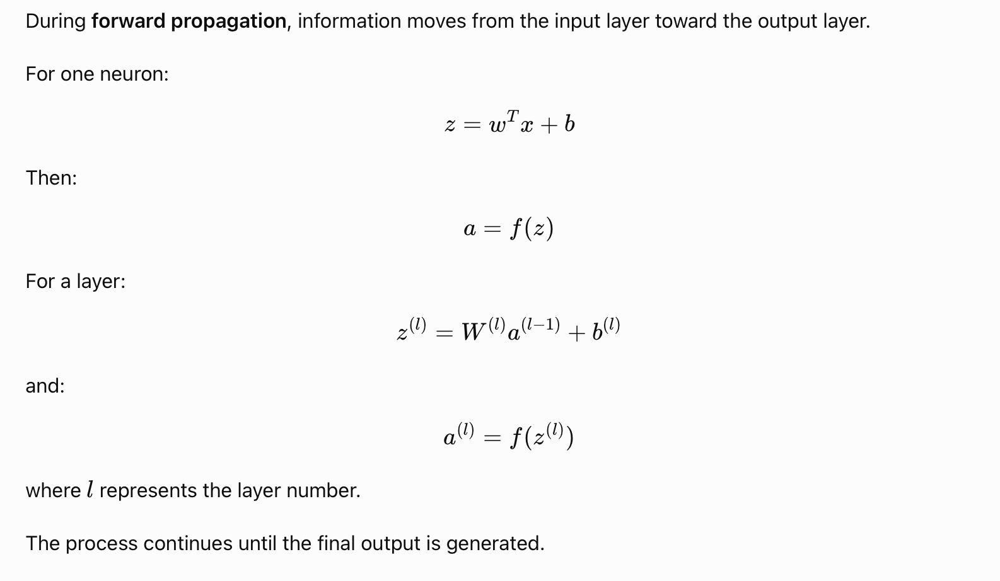 During forward propagation, information moves from the input layer toward the output layer.
For one neuron:
z = w^T x + b
Then:
a = f(z)
For a layer:
z^(l) = W^(l) a^(l−1) + b^(l)
and:
a^(l) = f(z^(l))
where l represents the layer number.
The process continues until the final output is generated.